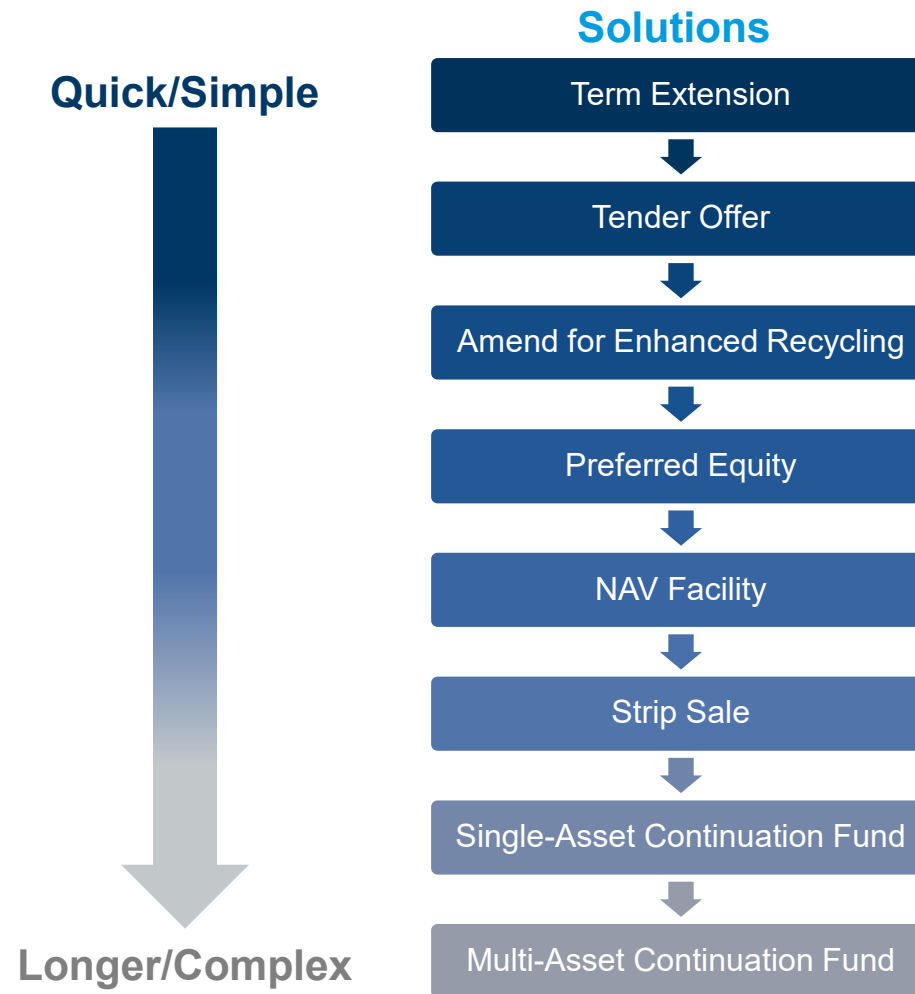 Solutions
Quick/Simple
Term Extension
Tender Offer
Amend for Enhanced Recycling
Preferred Equity
NAV Facility
Strip Sale
Single-Asset Continuation Fund
Multi-Asset Continuation Fund
Longer/Complex